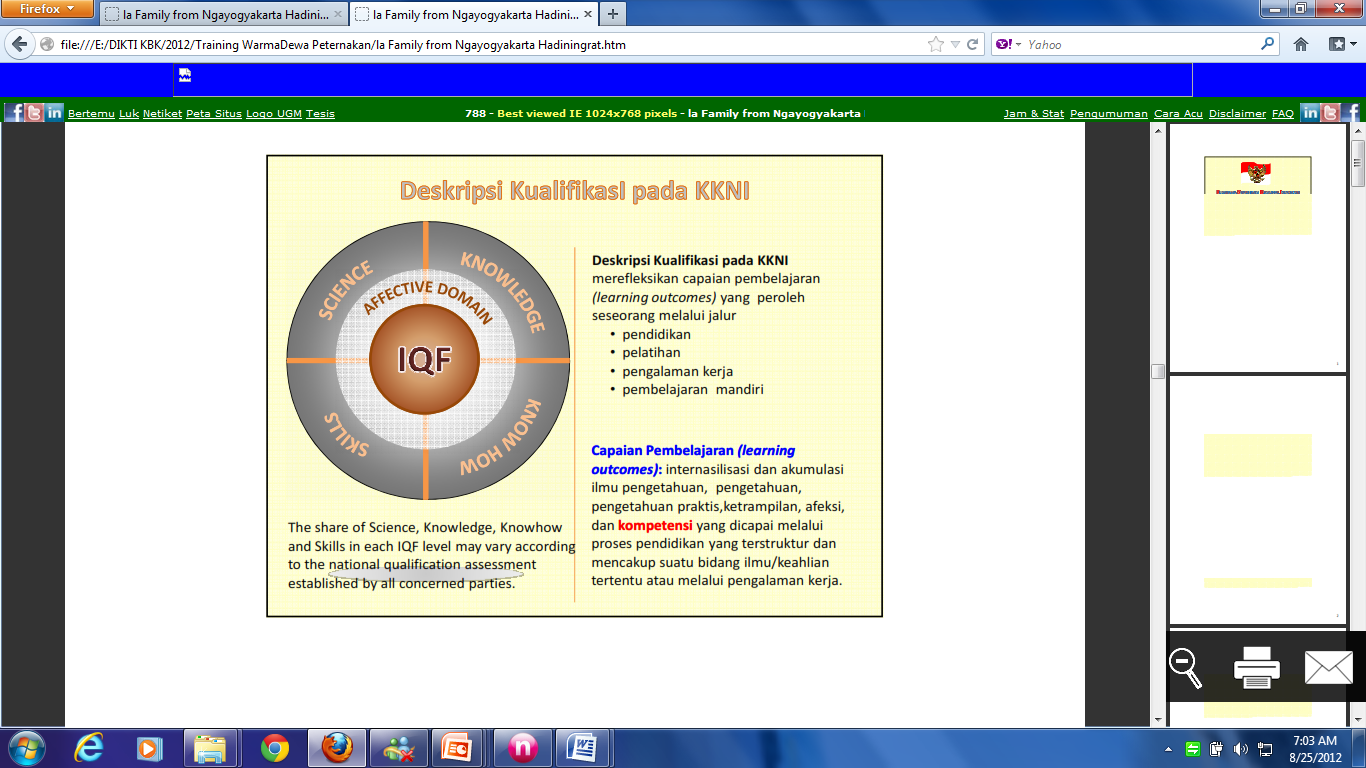 Firefox
la Family from Ngayogyakarta Hadini...
la Family from Ngayogyakarta Hadini...
file:///E:/DIKTI KBK/2012/Training WarmaDewa Peternakan/la Family from Ngayogyakarta Hadiningrat.htm
Yahoo
Bertemu Luk Netiket Peta Situs Logo UGM Tesis
788 - Best viewed IE 1024x768 pixels - la Family from Ngayogyakarta
Jam & Stat Pengumuman Cara Acu Disclaimer FAQ
Deskripsi KualifikasI pada KKNI
SCIENCE
KNOWLEDGE
AFFECTIVE DOMAIN
IQF
SKILLS
KNOW HOW
The share of Science, Knowledge, Knowhow
and Skills in each IQF level may vary according
to the national qualification assessment
established by all concerned parties.
Deskripsi Kualifikasi pada KKNI
merefleksikan capaian pembelajaran
(learning outcomes) yang peroleh
seseorang melalui jalur
• pendidikan
• pelatihan
• pengalaman kerja
• pembelajaran mandiri
Capaian Pembelajaran (learning
outcomes): internasilisasi dan akumulasi
ilmu pengetahuan, pengetahuan,
pengetahuan praktis,ketrampilan, afeksi,
dan kompetensi yang dicapai melalui
proses pendidikan yang terstruktur dan
mencakup suatu bidang ilmu/keahlian
tertentu atau melalui pengalaman kerja.
7:03 AM
8/25/2012